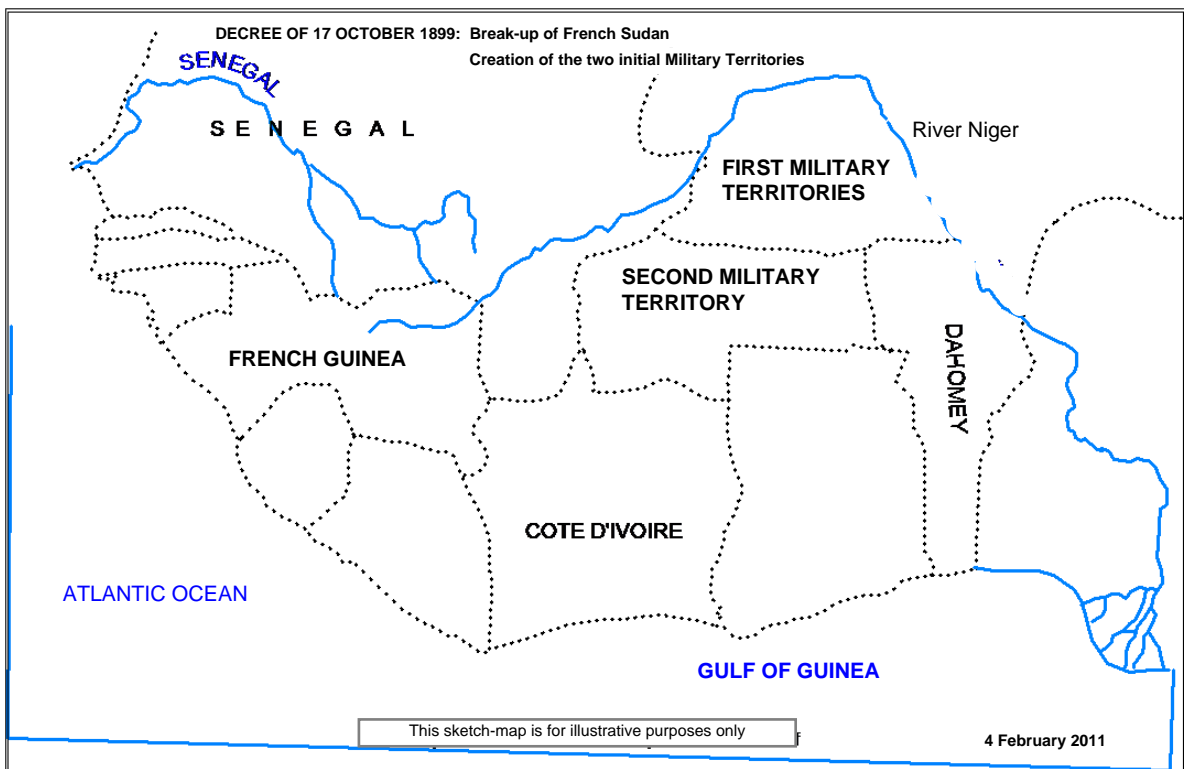 DECREE OF 17 OCTOBER 1899: Break-up of French Sudan
Creation of the two initial Military Territories
SENEGAL
S E N E G A L
River Niger
FIRST MILITARY
TERRITORIES
SECOND MILITARY
TERRITORY
FRENCH GUINEA
DAHOMEY
COTE D'IVOIRE
ATLANTIC OCEAN
GULF OF GUINEA
This sketch-map is for illustrative purposes only
4 February 2011